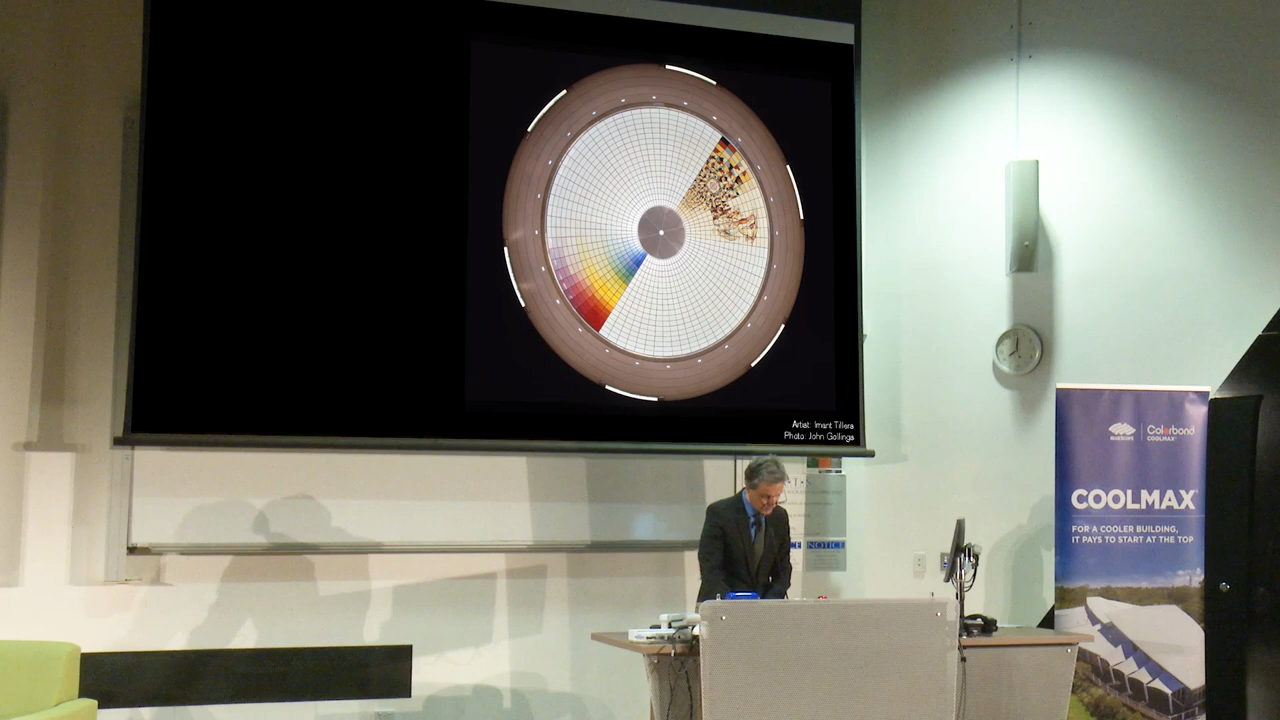 Artist: Imant Tillers
Photo: John Gollings
BLUESCOPE
Colorbond
COOLMAX
COOLMAX
FOR A COOLER BUILDING,
IT PAYS TO START AT THE TOP
NOTICE